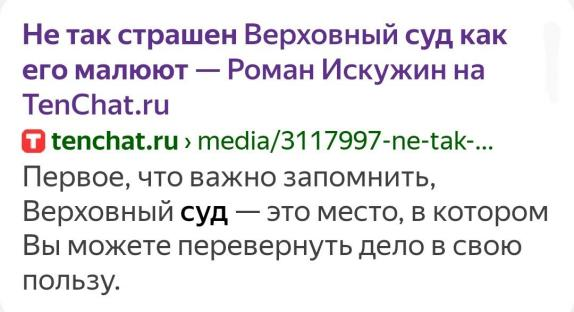 Не так страшен Верховный суд как
его малюют — Роман Искужин на
TenChat.ru
tenchat.ru › media/3117997-ne-tak-...
Первое, что важно запомнить,
Верховный суд — это место, в котором
Вы можете перевернуть дело в свою
пользу.